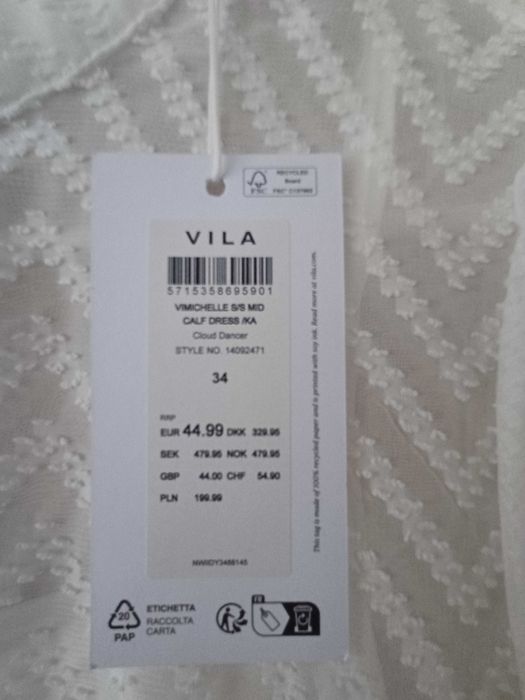 RECYCLED
Board
FSC
VILA
5715358695901
VIMICHELLE S/S MID
CALF DRESS /KA
Cloud Dancer
STYLE NO. 14092471
34
RRP
EUR 44.99 DKK 329.95
SEK 479.95 NOK 479.95
GBP 44.00 CHF 54.90
PLN 199.99
This tag is made of 100% recycled paper and is printed with soy ink. Read more at vila.com.
20
PAP
ETICHETTA
RACCOLTA
CARTA
FR